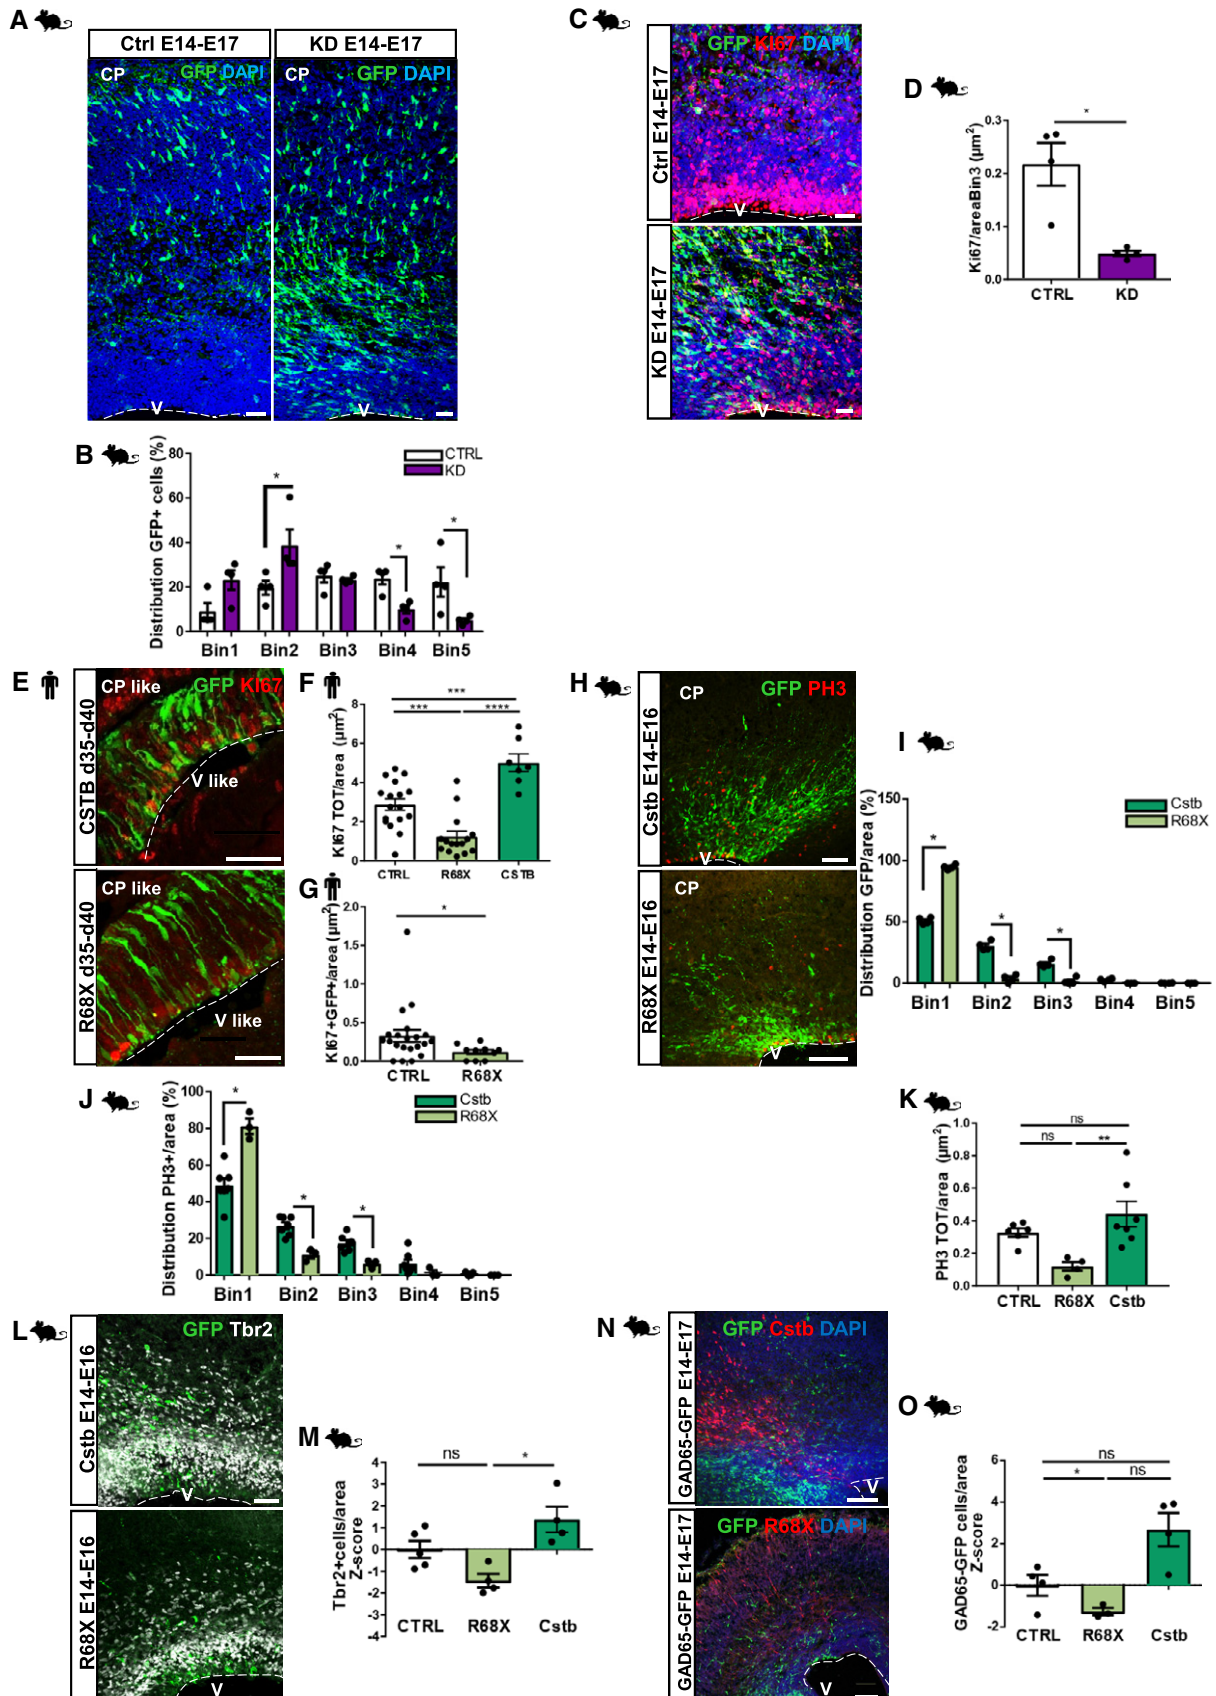 A
Ctrl E14-E17
KD E14-E17
CP
GFP DAPI
CP
GFP DAPI
V
V
C
Ctrl E14-E17
GFP KI67 DAPI
V
KD E14-E17
V
D
Ki67/areaBin3 (µm²)
0.3
0.2
0.1
0.0
*
CTRL
KD
B
Distribution GFP+ cells (%)
80
60
40
20
0
CTRL
KD
*
*
*
Bin1
Bin2
Bin3
Bin4
Bin5
E
CSTB d35-d40
CP like
GFP KI67
V like
R68X d35-d40
CP like
V like
F
KI67 TOT/area (µm²)
8
6
4
2
0
***
***
****
CTRL
R68X
CSTB
G
KI67+GFP+/area (µm²)
2.0
1.5
1.0
0.5
0.0
*
CTRL
R68X
H
Cstb E14-E16
CP
GFP PH3
V
R68X E14-E16
CP
V
I
Distribution GFP/area (%)
150
100
50
0
Cstb
R68X
*
*
*
Bin1
Bin2
Bin3
Bin4
Bin5
J
Distribution PH3+/area (%)
100
80
60
40
20
0
Cstb
R68X
*
*
*
Bin1
Bin2
Bin3
Bin4
Bin5
K
PH3 TOT/area (µm²)
1.0
0.8
0.6
0.4
0.2
0.0
ns
ns
**
CTRL
R68X
Cstb
L
Cstb E14-E16
GFP Tbr2
V
R68X E14-E16
V
M
Tbr2+cells/area
Z-score
4
3
2
1
0
-1
-2
-3
-4
ns
*
CTRL
R68X
Cstb
N
GAD65-GFP E14-E17
GFP Cstb DAPI
V
GAD65-GFP E14-E17
GFP R68X DAPI
V
O
GAD65-GFP cells/area
Z-score
6
4
2
0
-2
ns
*
ns
CTRL
R68X
Cstb